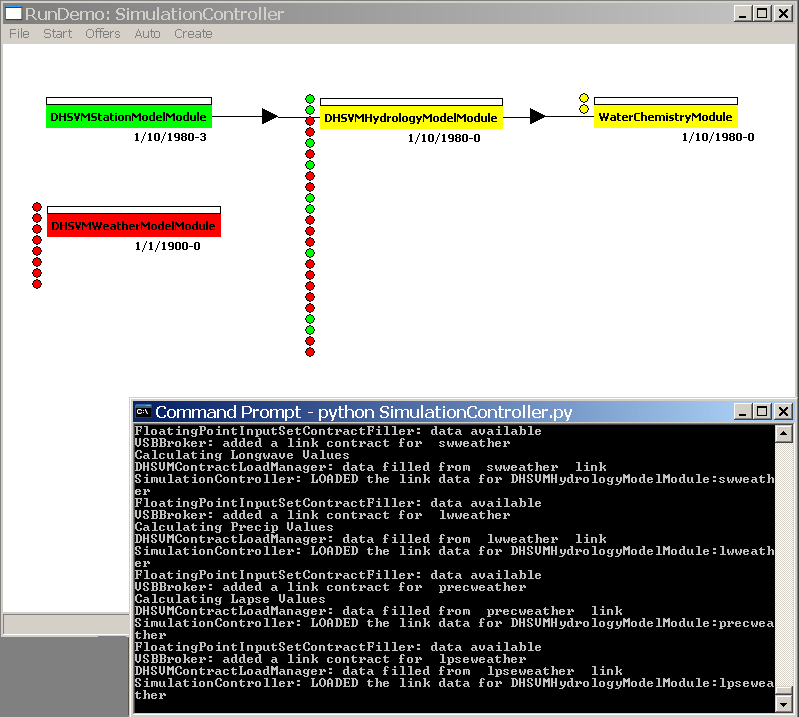 RunDemo: SimulationController
File Start Offers Auto Create
DHSVMStationModelModule
1/10/1980-3
DHSVMHydrologyModelModule
1/10/1980-0
WaterChemistryModule
1/10/1980-0
DHSVMWeatherModelModule
1/1/1900-0
Command Prompt - python SimulationController.py
FloatingPointInputSetContractFiller: data available
VSBBroker: added a link contract for  swweather
Calculating Longwave Values
DHSVMContractLoadManager: data filled from  swweather  link
SimulationController: LOADED the link data for DHSVMHydrologyModelModule:swweath
er
FloatingPointInputSetContractFiller: data available
VSBBroker: added a link contract for  lwweather
Calculating Precip Values
DHSVMContractLoadManager: data filled from  lwweather  link
SimulationController: LOADED the link data for DHSVMHydrologyModelModule:lwweath
er
FloatingPointInputSetContractFiller: data available
VSBBroker: added a link contract for  precweather
Calculating Lapse Values
DHSVMContractLoadManager: data filled from  precweather  link
SimulationController: LOADED the link data for DHSVMHydrologyModelModule:precwea
ther
FloatingPointInputSetContractFiller: data available
VSBBroker: added a link contract for  lpseweather
DHSVMContractLoadManager: data filled from  lpseweather  link
SimulationController: LOADED the link data for DHSVMHydrologyModelModule:lpsewea
ther